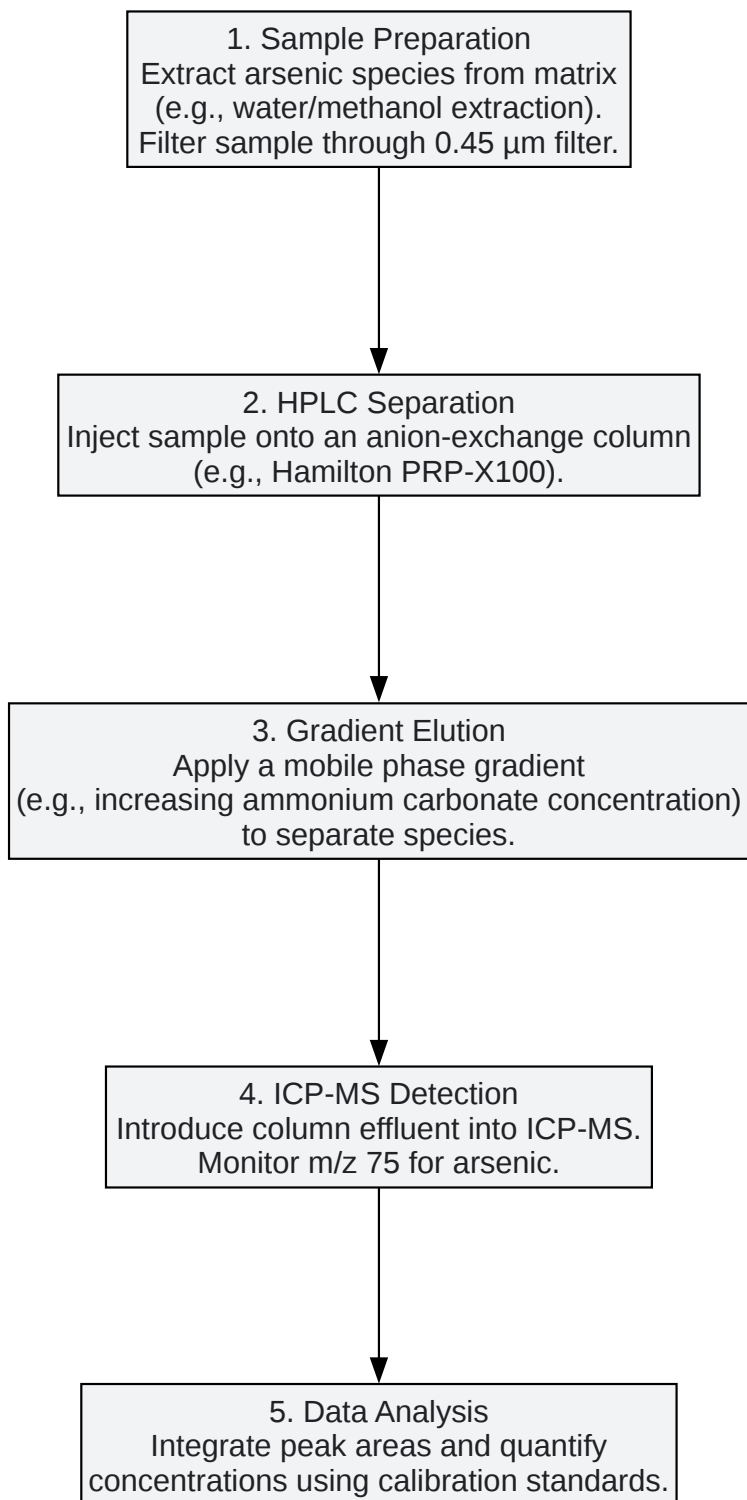 1. Sample Preparation
Extract arsenic species from matrix
(e.g., water/methanol extraction).
Filter sample through 0.45 µm filter.
2. HPLC Separation
Inject sample onto an anion-exchange column
(e.g., Hamilton PRP-X100).
3. Gradient Elution
Apply a mobile phase gradient
(e.g., increasing ammonium carbonate concentration)
to separate species.
4. ICP-MS Detection
Introduce column effluent into ICP-MS.
Monitor m/z 75 for arsenic.
5. Data Analysis
Integrate peak areas and quantify
concentrations using calibration standards.